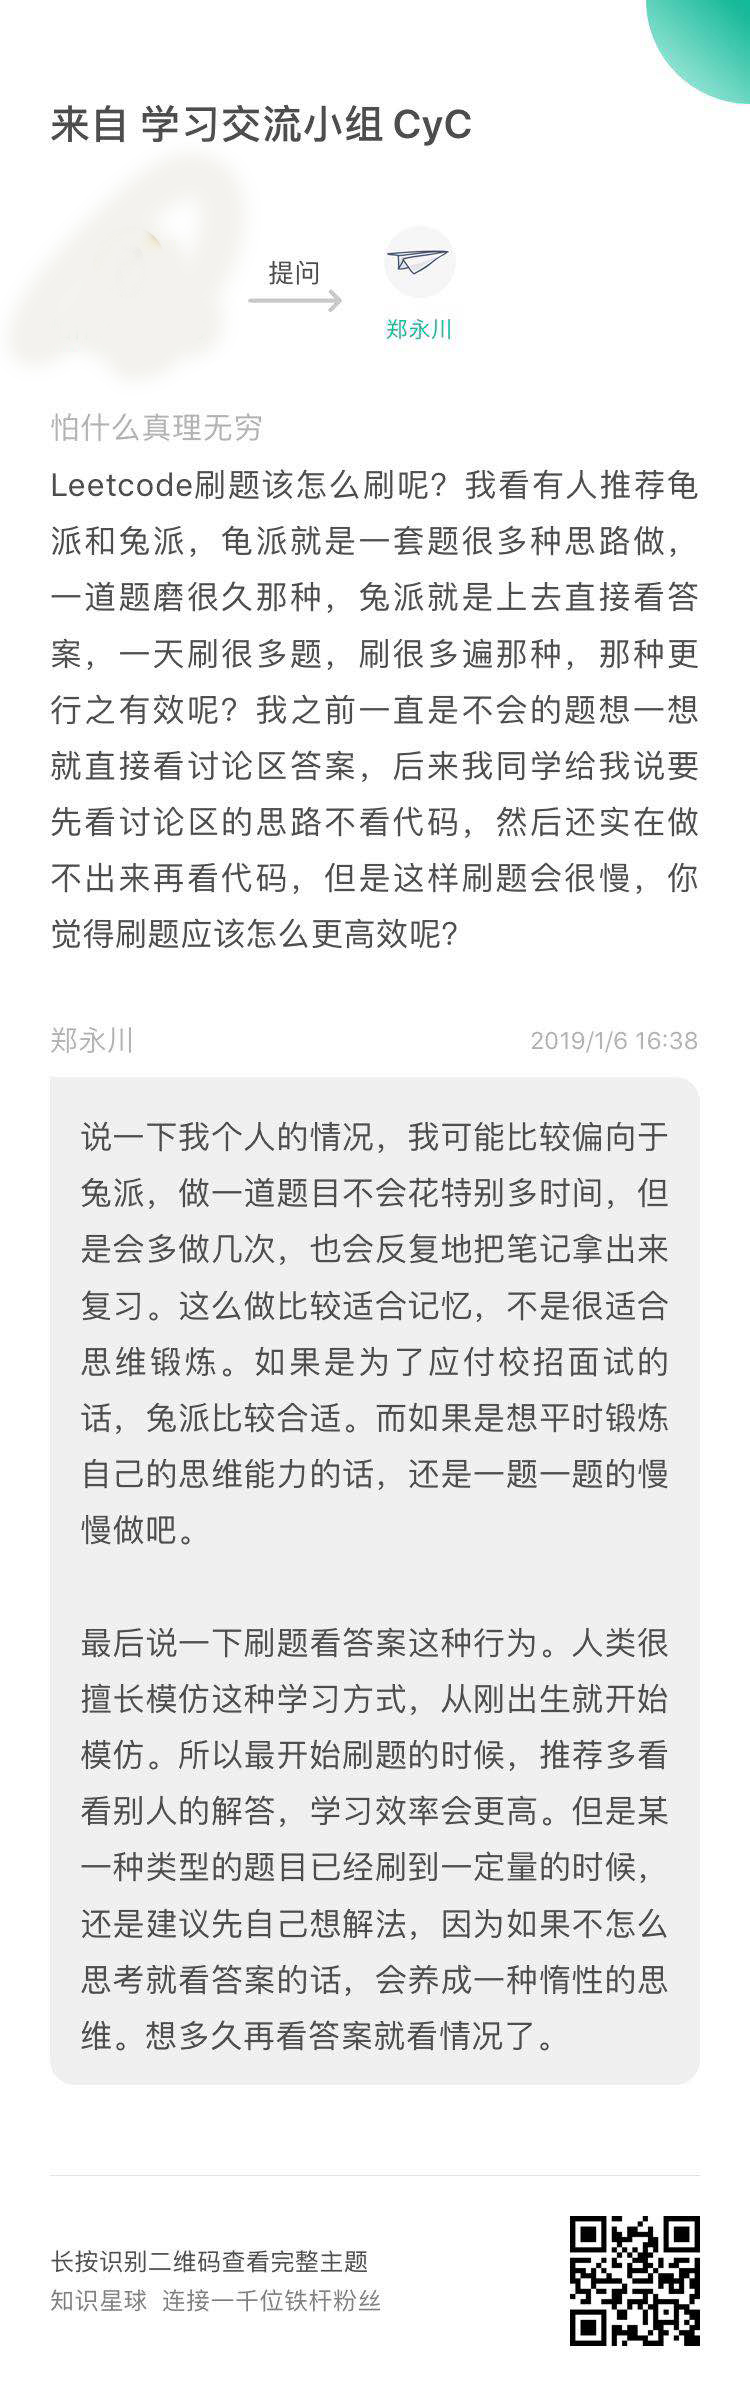 来自 学习交流小组 CyC
提问
郑永川
怕什么真理无穷
Leetcode刷题该怎么刷呢？我看有人推荐龟
派和兔派，龟派就是一套题很多种思路做，
一道题磨很久那种，兔派就是上去直接看答
案，一天刷很多题，刷很多遍那种，那种更
行之有效呢？我之前一直是不会的题想一想
就直接看讨论区答案，后来我同学给我说要
先看讨论区的思路不看代码，然后还实在做
不出来再看代码，但是这样刷题会很慢，你
觉得刷题应该怎么更高效呢？
郑永川
2019/1/6 16:38
说一下我个人的情况，我可能比较偏向于
兔派，做一道题目不会花特别多时间，但
是会多做几次，也会反复地把笔记拿出来
复习。这么做比较适合记忆，不是很适合
思维锻炼。如果是为了应付校招面试的
话，兔派比较合适。而如果是想平时锻炼
自己的思维能力的话，还是一题一题的慢
慢做吧。
最后说一下刷题看答案这种行为。人类很
擅长模仿这种学习方式，从刚出生就开始
模仿。所以最开始刷题的时候，推荐多看
看别人的解答，学习效率会更高。但是某
一种类型的题目已经刷到一定量的时候，
还是建议先自己想解法，因为如果不怎么
思考就看答案的话，会养成一种惰性的思
维。想多久再看答案就看情况了。
长按识别二维码查看完整主题
知识星球 连接一千位铁杆粉丝